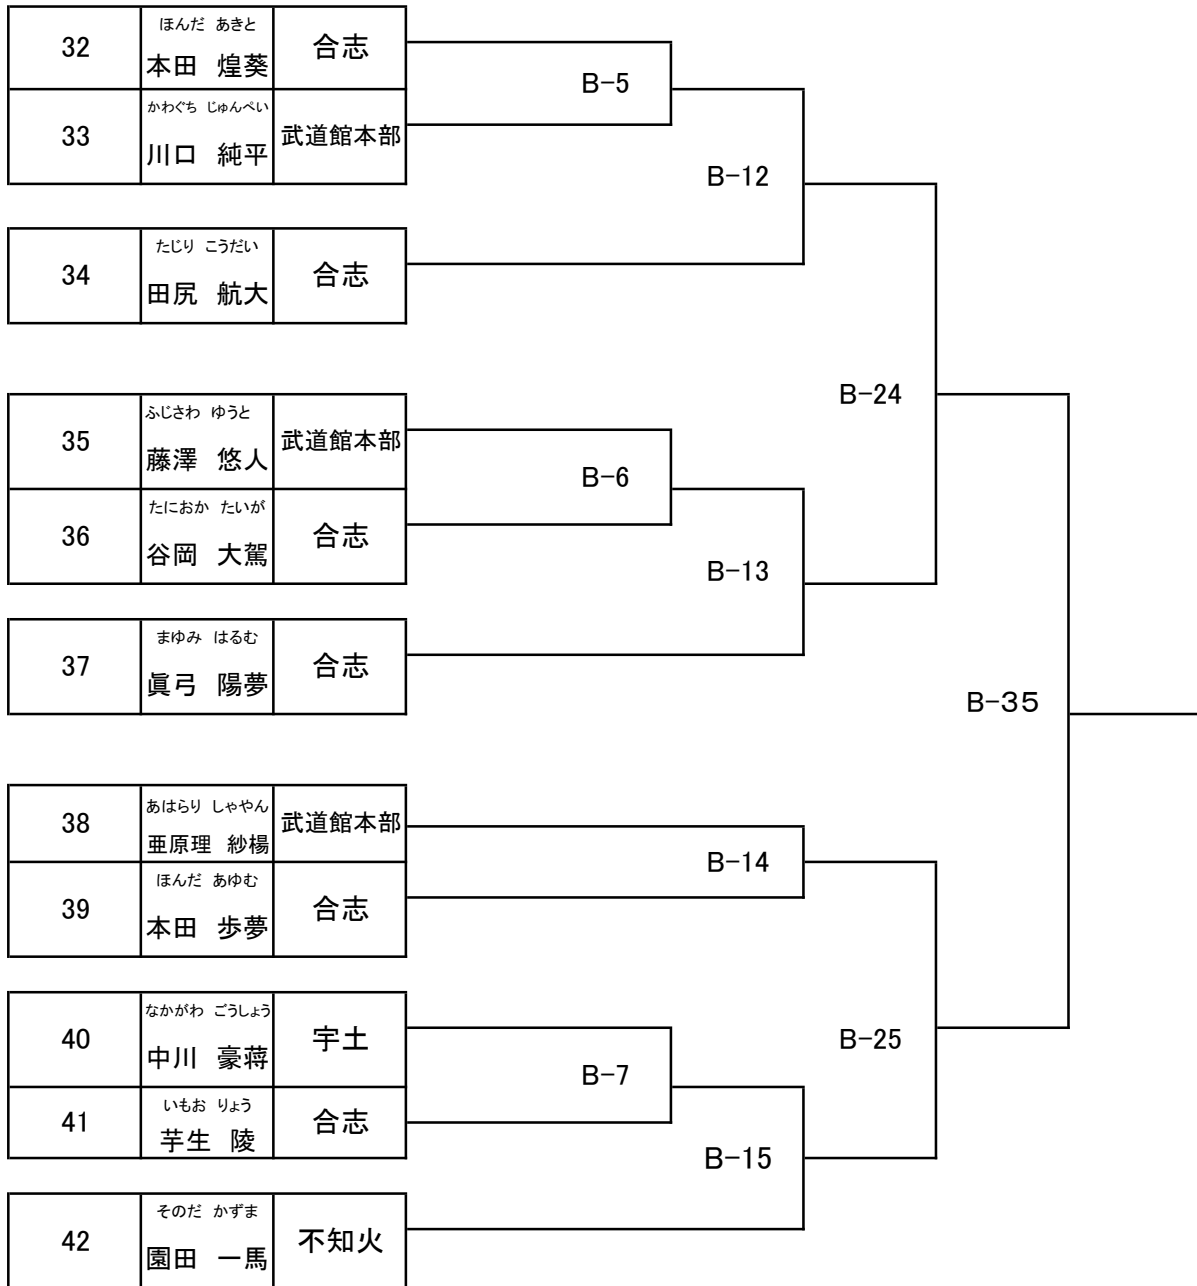 32
ほんだ あきと
本田 煌葵
合志
B-5
33
かわぐち じゅんぺい
川口 純平
武道館本部
B-12
34
たじり こうだい
田尻 航大
合志
B-24
35
ふじさわ ゆうと
藤澤 悠人
武道館本部
B-6
36
たにおか たいが
谷岡 大駕
合志
B-13
37
まゆみ はるむ
眞弓 陽夢
合志
B-35
38
あはらり しゃやん
亜原理 紗楊
武道館本部
B-14
39
ほんだ あゆむ
本田 歩夢
合志
40
なかがわ ごうしょう
中川 豪蒋
宇土
B-25
B-7
41
いもお りょう
芋生 陵
合志
B-15
42
そのだ かずま
園田 一馬
不知火